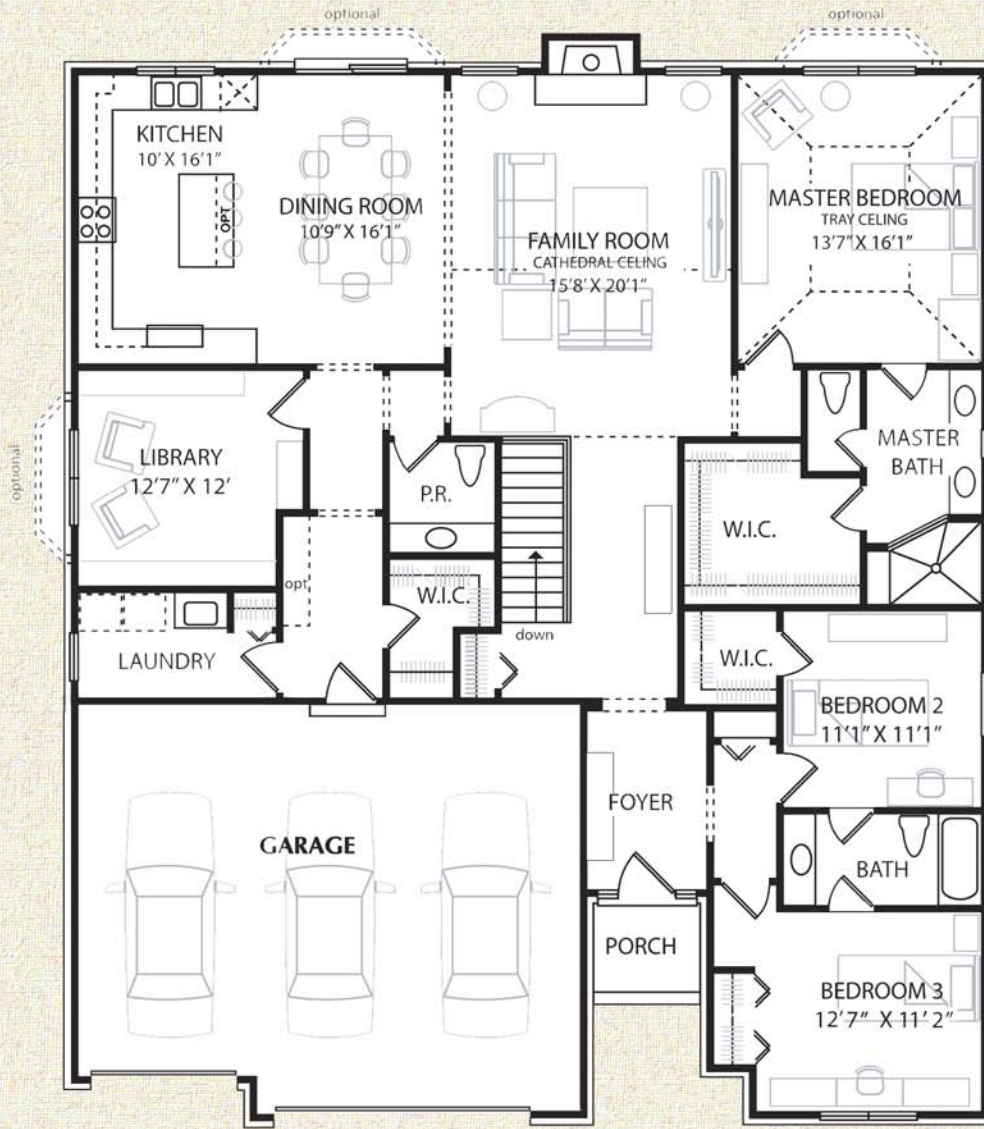 optional
optional
KITCHEN
10' X 16'1"
OPT
DINING ROOM
10'9" X 16'1"
FAMILY ROOM
CATHEDRAL CELING
15'8' X 20'1"
MASTER BEDROOM
TRAY CELING
13'7" X 16'1"
optional
LIBRARY
12'7" X 12'
P.R.
MASTER
BATH
W.I.C.
opt
W.I.C.
down
LAUNDRY
W.I.C.
BEDROOM 2
11'1" X 11'1"
FOYER
GARAGE
BATH
PORCH
BEDROOM 3
12'7" X 11' 2"